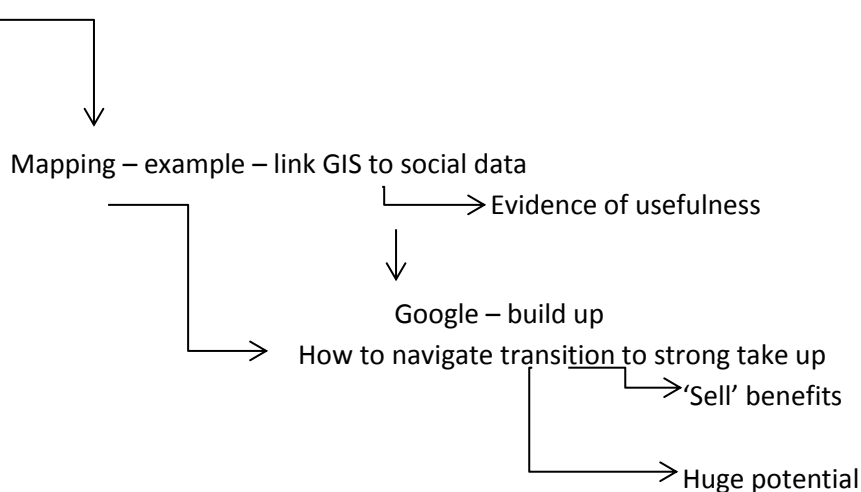 Mapping – example – link GIS to social data
Evidence of usefulness
Google – build up
How to navigate transition to strong take up
‘Sell’ benefits
Huge potential